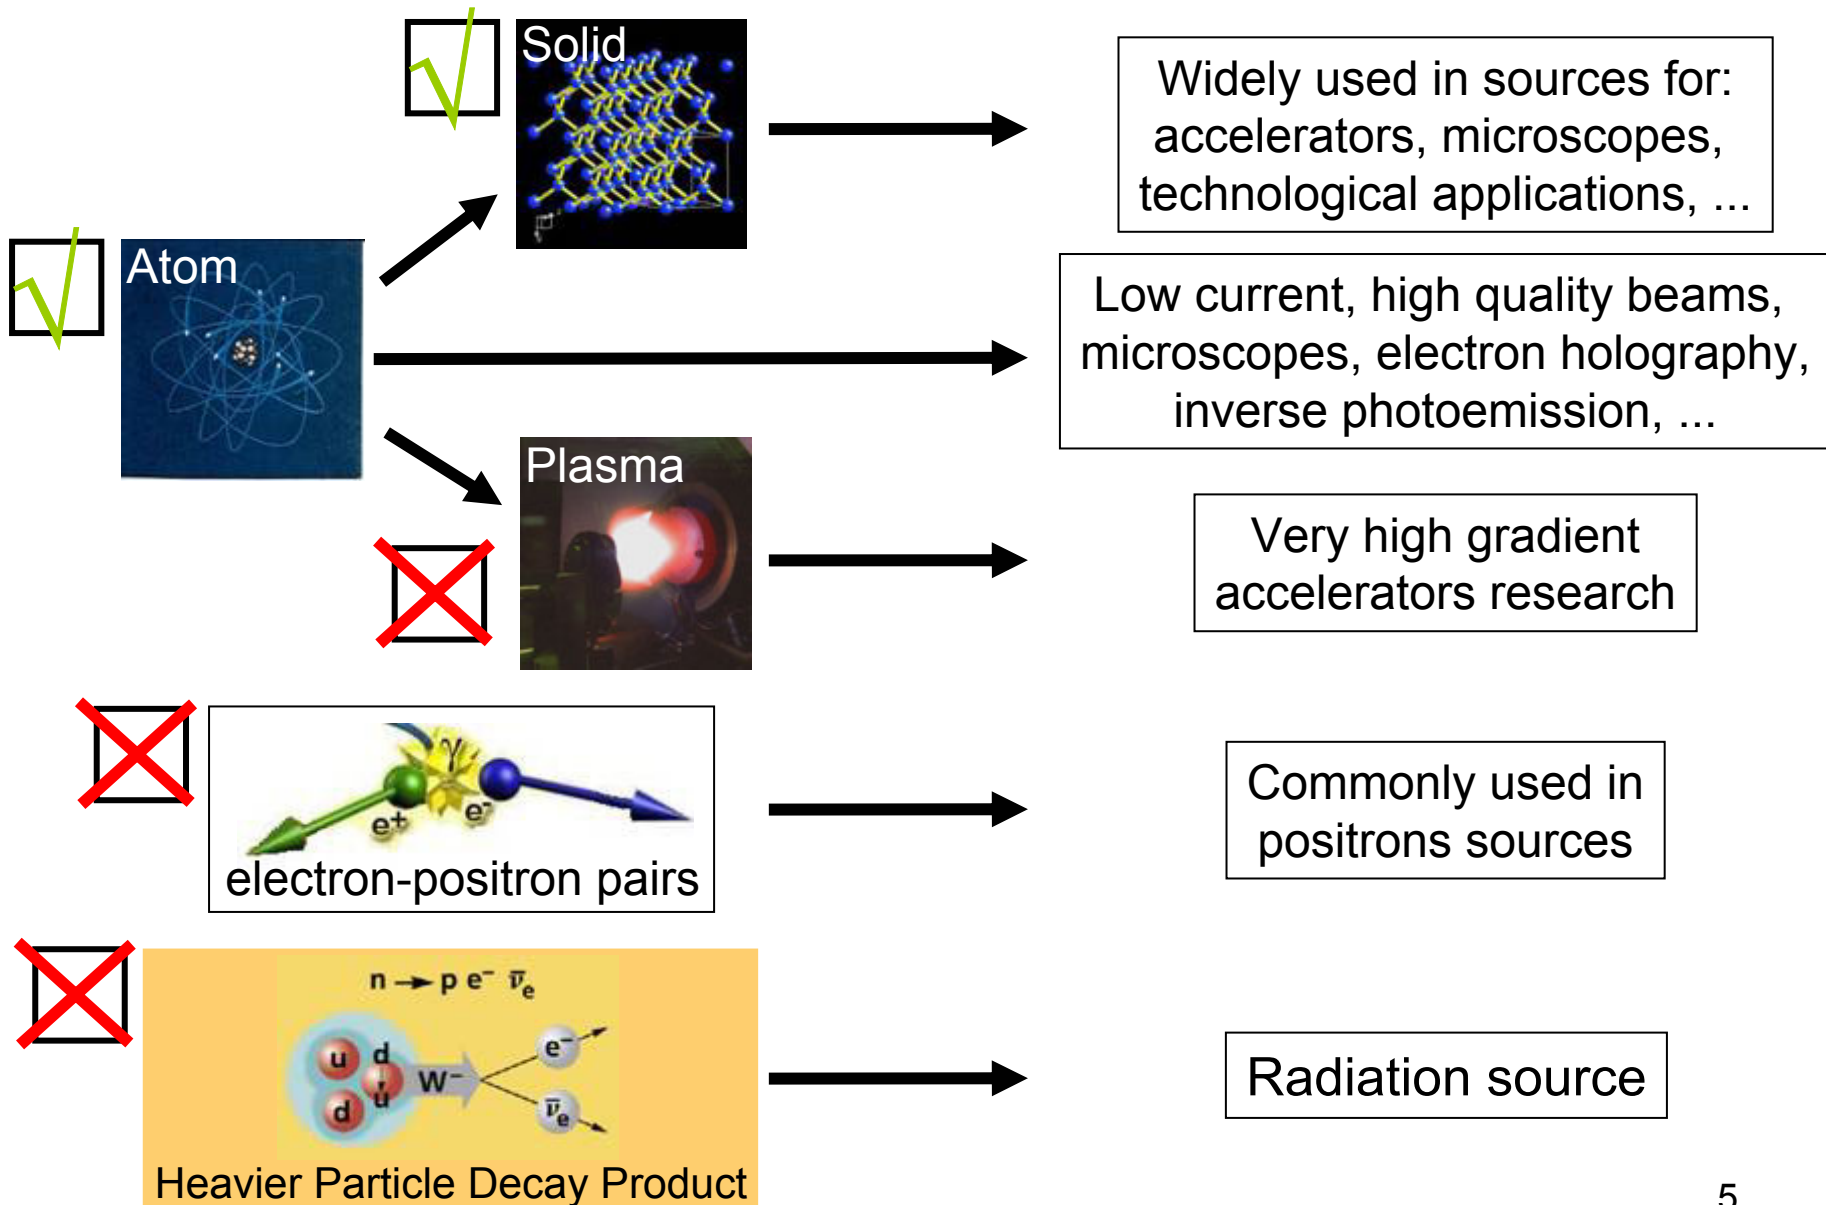 Solid
Widely used in sources for:
accelerators, microscopes,
technological applications, ...
Atom
Low current, high quality beams,
microscopes, electron holography,
inverse photoemission, ...
Plasma
Very high gradient
accelerators research
γ
e+
e-
electron-positron pairs
Commonly used in
positrons sources
n → p e⁻ ν̅ₑ
u
d
u
d
W⁻
e⁻
ν̅ₑ
Heavier Particle Decay Product
Radiation source
5